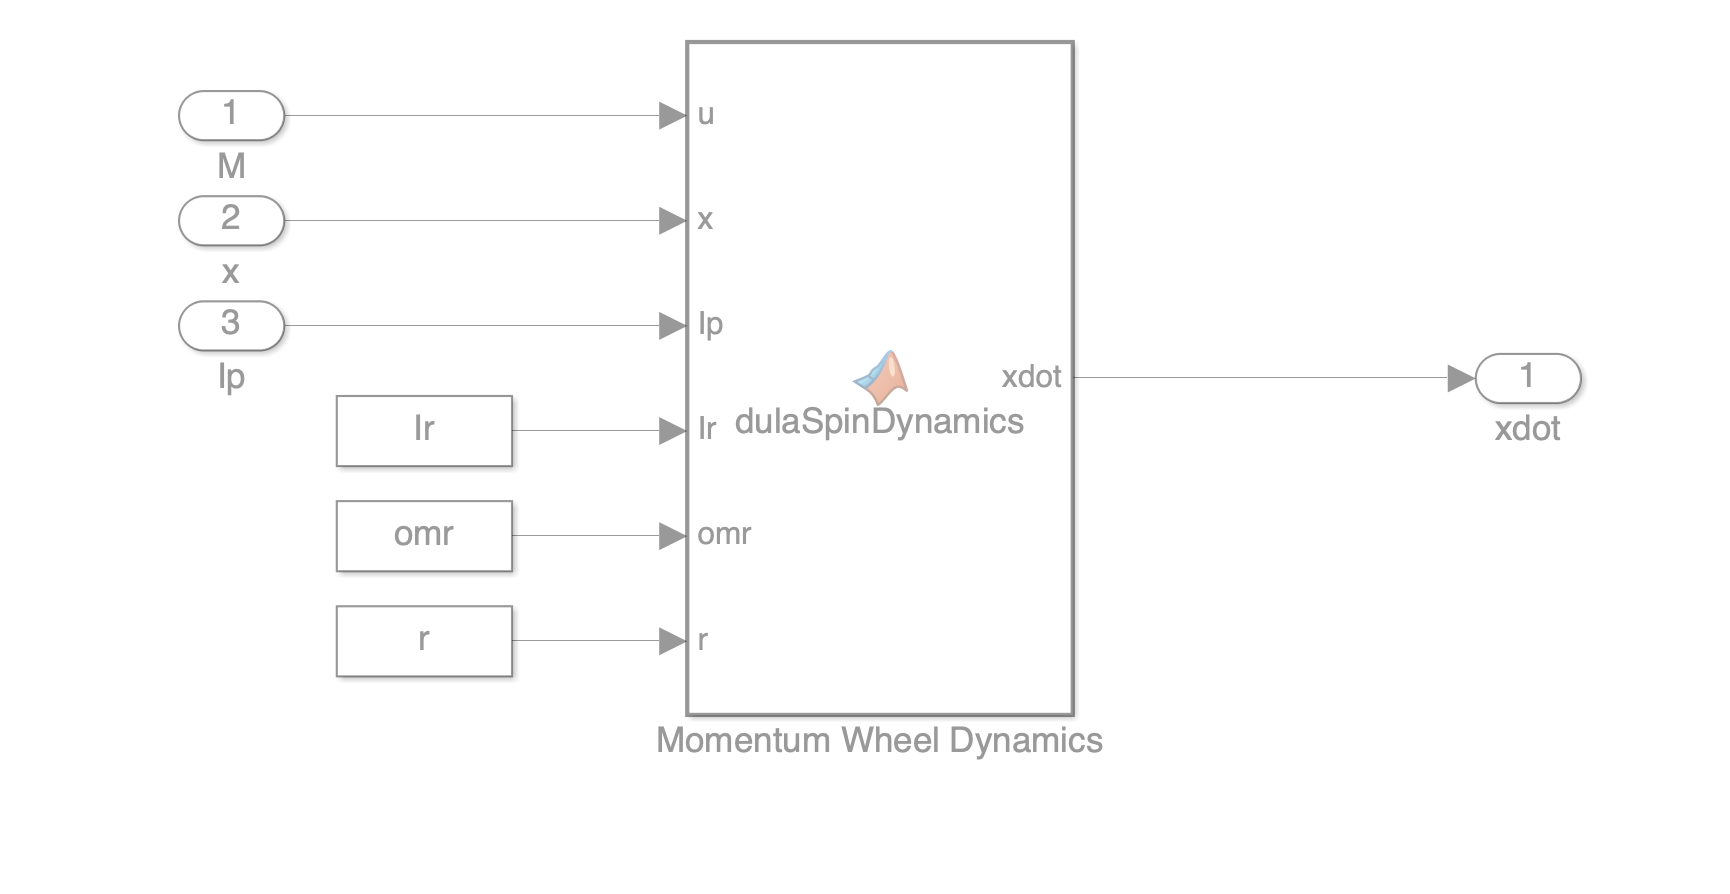 1
M
2
x
3
Ip
Ir
omr
r
u
x
Ip
Ir
omr
r
dulaSpinDynamics
xdot
Momentum Wheel Dynamics
1
xdot